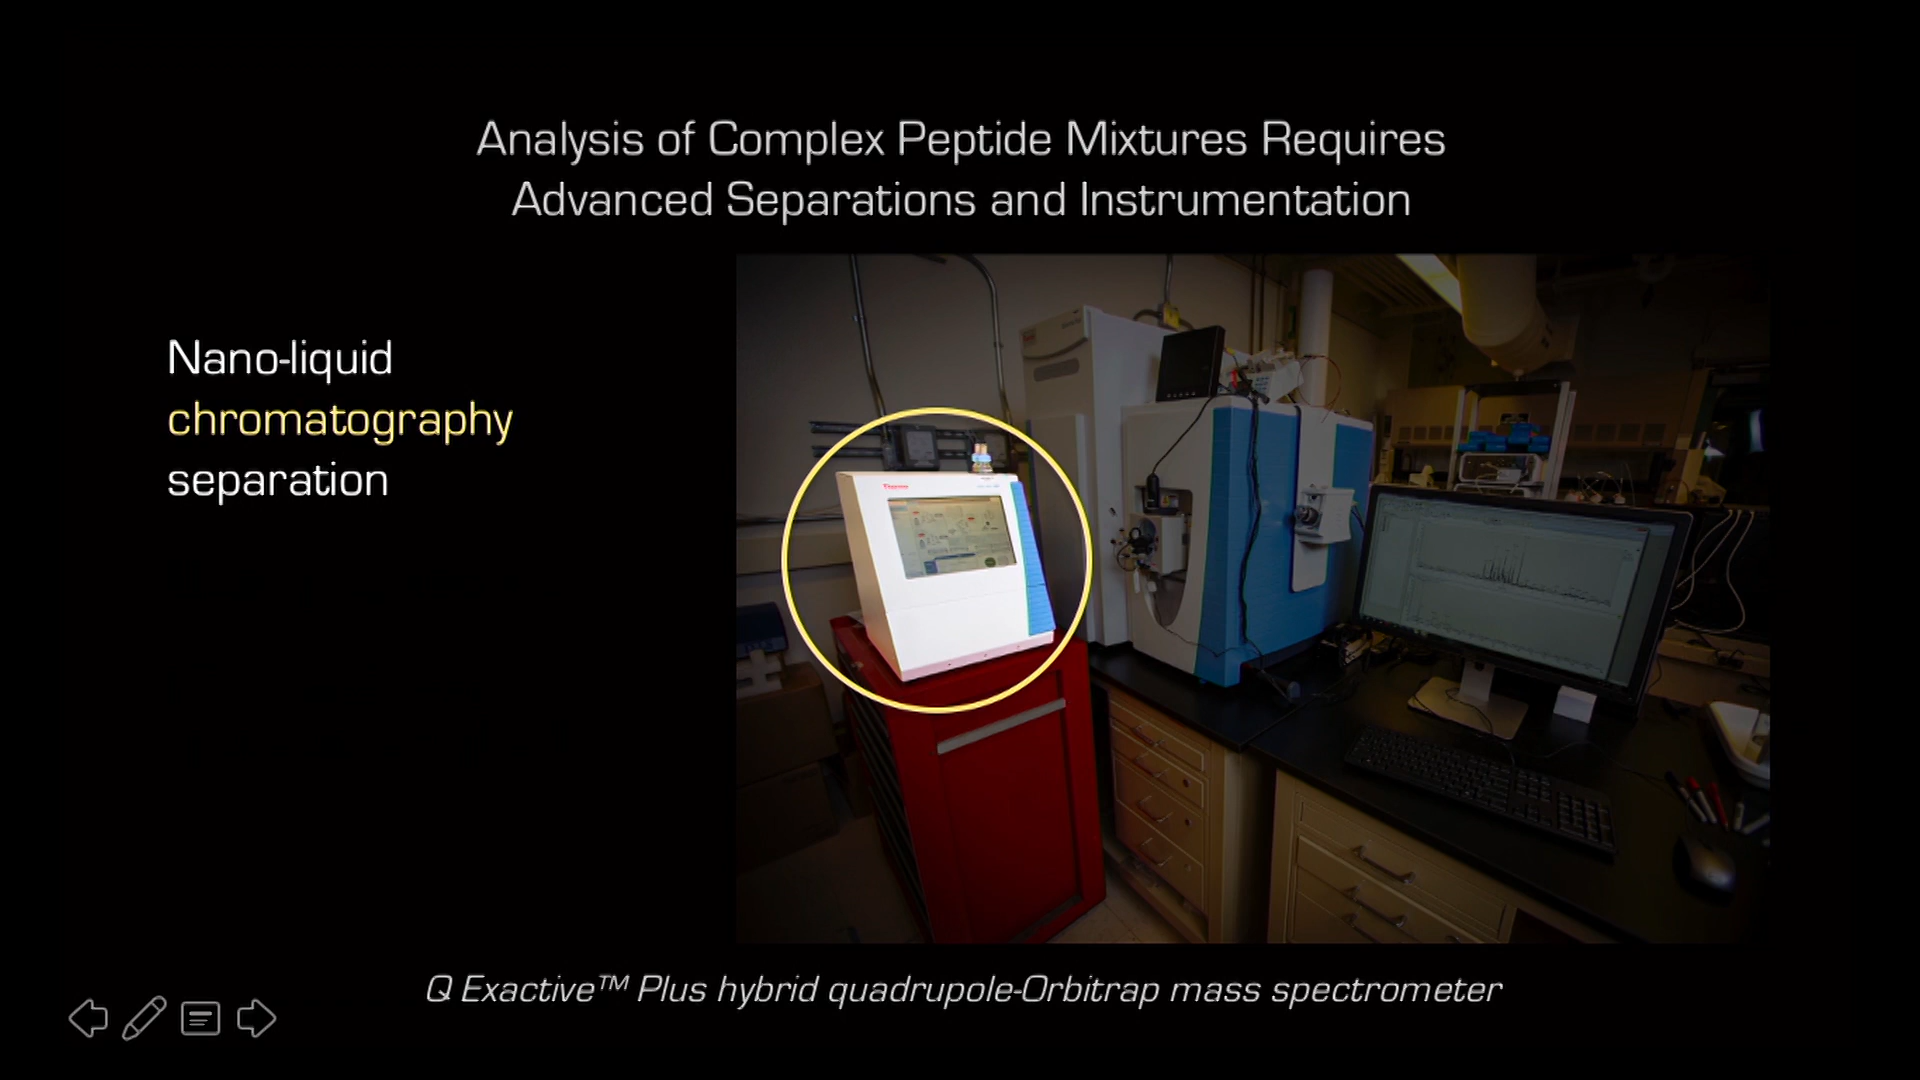 Analysis of Complex Peptide Mixtures Requires
Advanced Separations and Instrumentation
Nano-liquid
chromatography
separation
Q Exactive™ Plus hybrid quadrupole-Orbitrap mass spectrometer